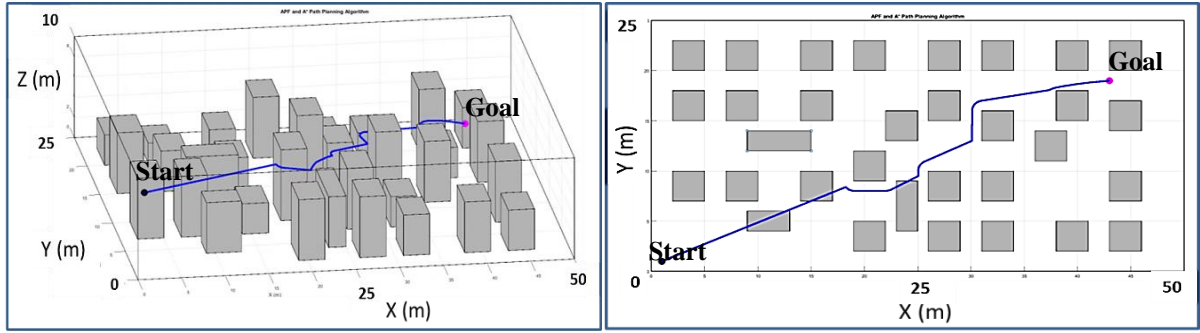 APF and A* Path Planning Algorithm
10
Z (m)
25
Start
Goal
Y (m)
0
25
50
X (m)
APF and A* Path Planning Algorithm
25
Goal
Y (m)
Start
0
25
50
X (m)